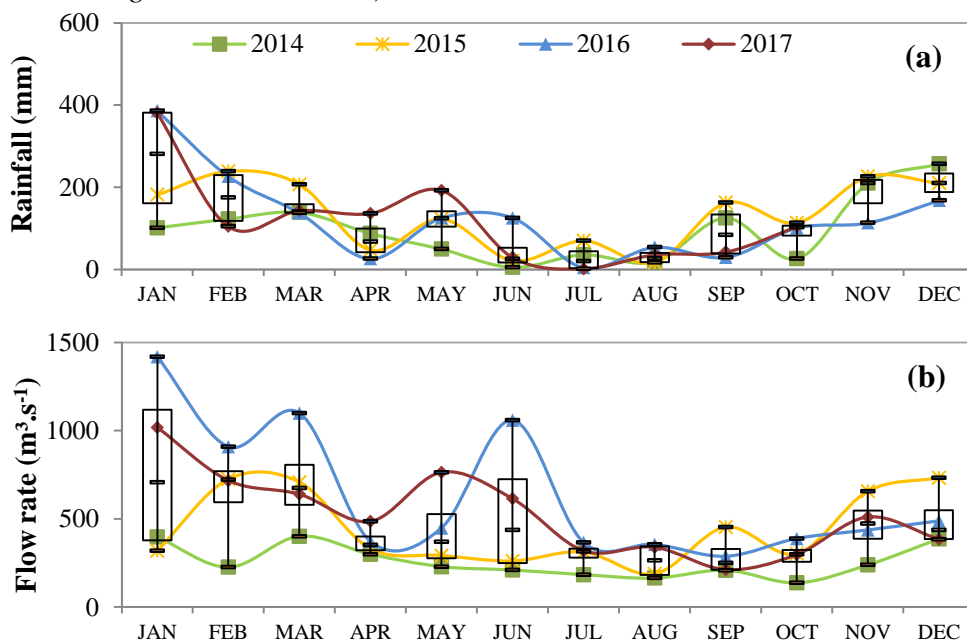 600
2014 2015 2016 2017 (a)
400
200
0
Rainfall (mm)
JAN FEB MAR APR MAY JUN JUL AUG SEP OCT NOV DEC
1500
(b)
1000
500
0
Flow rate (m³.s⁻¹)
JAN FEB MAR APR MAY JUN JUL AUG SEP OCT NOV DEC